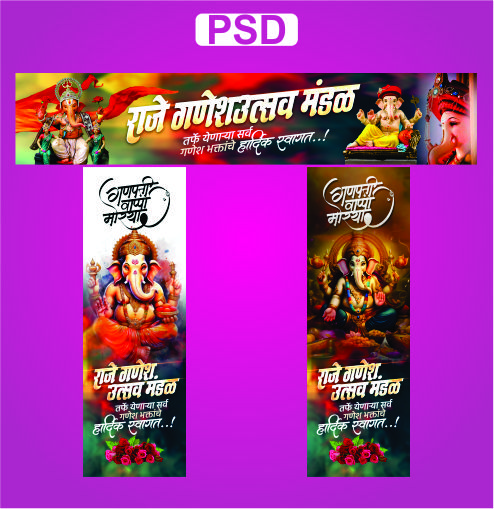 PSD
राजे गणेशउत्सव मंडळ
तर्फे येणाऱ्या सर्व
गणेश भक्तांचे हार्दिक स्वागत..!
गणपती
बाप्पा
मोरया
राजे गणेश
उत्सव मंडळ
तर्फे येणाऱ्या सर्व
गणेश भक्तांचे
हार्दिक स्वागत..!
गणपती
बाप्पा
मोरया
राजे गणेश
उत्सव मंडळ
तर्फे येणाऱ्या सर्व
गणेश भक्तांचे
हार्दिक स्वागत..!